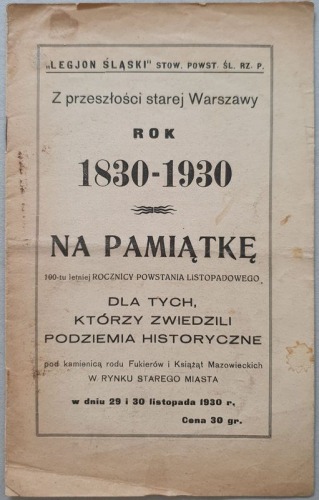 „LEGJON ŚLĄSKI" STOW. POWST. ŚL. RZ. P.
Z przeszłości starej Warszawy
ROK
1830-1930
NA PAMIĄTKĘ
100-tu letniej ROCZNICY POWSTANIA LISTOPADOWEGO
DLA TYCH,
KTÓRZY ZWIEDZILI
PODZIEMIA HISTORYCZNE
pod kamienicą rodu Fukierów i Książąt Mazowieckich
W RYNKU STAREGO MIASTA
w dniu 29 i 30 listopada 1930 r,
Cena 30 gr.